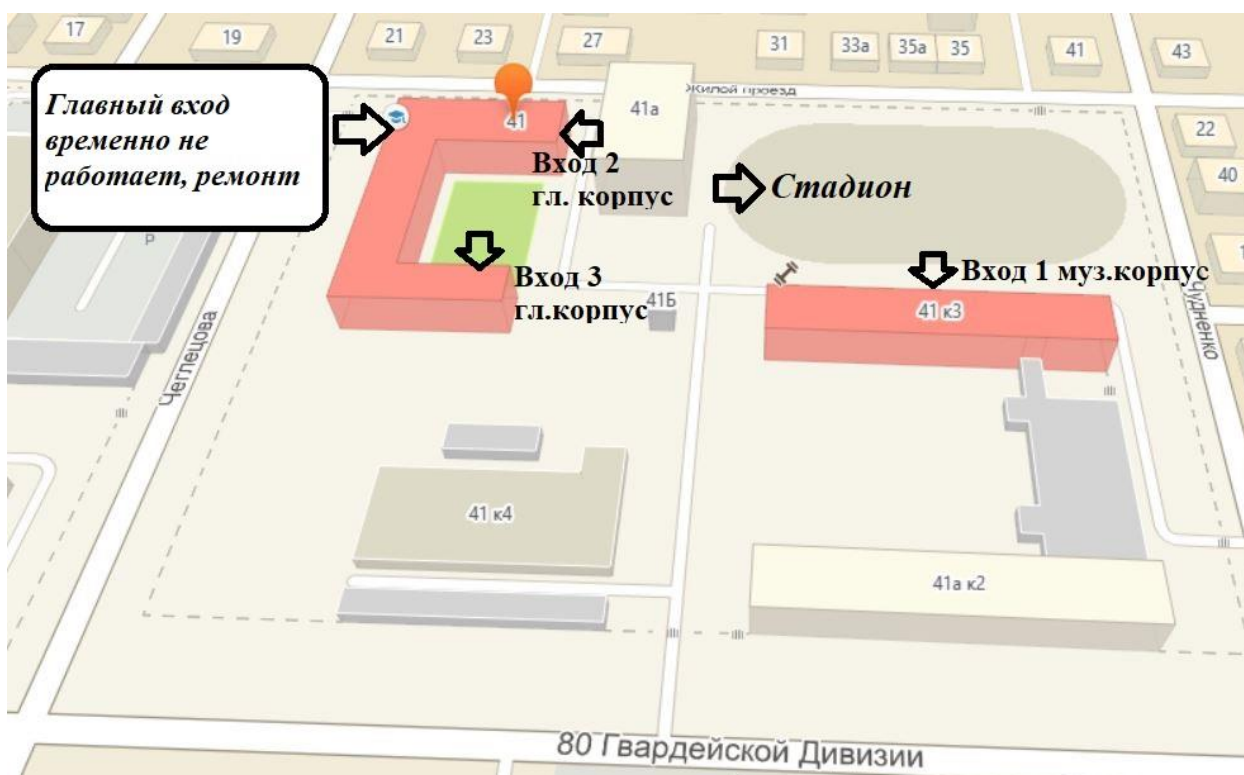 17
19
21
23
27
31
33а
35а
35
41
43
Главный вход
временно не
работает, ремонт
41
41а
жилой проезд
22
40
Вход 2
гл. корпус
Стадион
Р
Вход 3
гл.корпус
41Б
Вход 1 муз.корпус
41 к3
Чудненко
Чеглецова
41 к4
41а к2
80 Гвардейской Дивизии